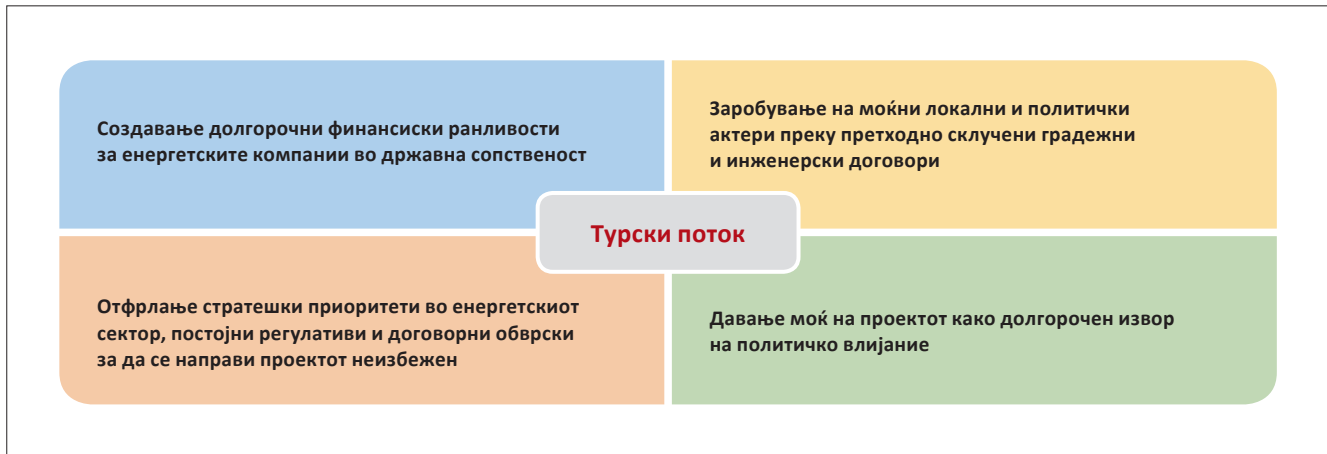 Создавање долгорочни финансиски ранливости
за енергетските компании во државна сопственост
Заробување на моќни локални и политички
актери преку претходно склучени градежни
и инженерски договори
Турски поток
Отфрлање стратешки приоритети во енергетскиот
сектор, постојни регулативи и договорни обврски
за да се направи проектот неизбежен
Давање моќ на проектот како долгорочен извор
на политичко влијание